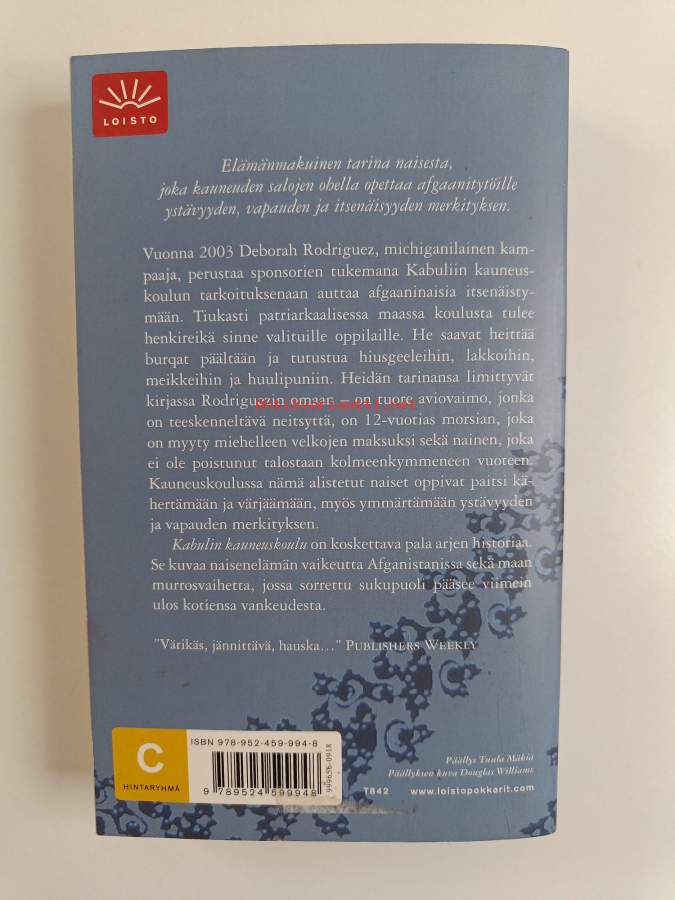 LOISTO
Elämänmakuinen tarina naisesta,
joka kauneuden salojen ohella opettaa afgaanitytöille
ystävyyden, vapauden ja itsenäisyyden merkityksen.
Vuonna 2003 Deborah Rodriguez, michiganilainen kam-
paaja, perustaa sponsorien tukemana Kabuliin kauneus-
koulun tarkoituksenaan auttaa afgaaninaisia itsenäisty-
mään. Tiukasti patriarkaalisessa maassa koulusta tulee
henkireikä sinne valituille oppilaille. He saavat heittää
burqat päältään ja tutustua hiusgeeleihin, lakkoihin,
meikkeihin ja huulipuniin. Heidän tarinansa limittyvät
kirjassa Rodriguezin omaan – on tuore aviovaimo, jonka
on teeskenneltävä neitsyttä, on 12-vuotias morsian, joka
on myyty miehelleen velkojen maksuksi sekä nainen, joka
ei ole poistunut talostaan kolmeenkymmeneen vuoteen.
Kauneuskoulussa nämä alistetut naiset oppivat paitsi kä-
hertämään ja värjäämään, myös ymmärtämään ystävyyden
ja vapauden merkityksen.
Kabulin kauneuskoulu on koskettava pala arjen historiaa.
Se kuvaa naisenelämän vaikeutta Afganistanissa sekä maan
murrosvaihetta, jossa sorrettu sukupuoli pääsee viimein
ulos kotiensa vankeudesta.
"Värikäs, jännittävä, hauska…" PUBLISHERS WEEKLY
C
HINTARYHMÄ
ISBN 978-952-459-994-8
9 789524 599948
999636-0918
Päällys Tuula Mäkiä
Päällyksen kuva Douglas Williams
T842 www.loistopokkarit.com